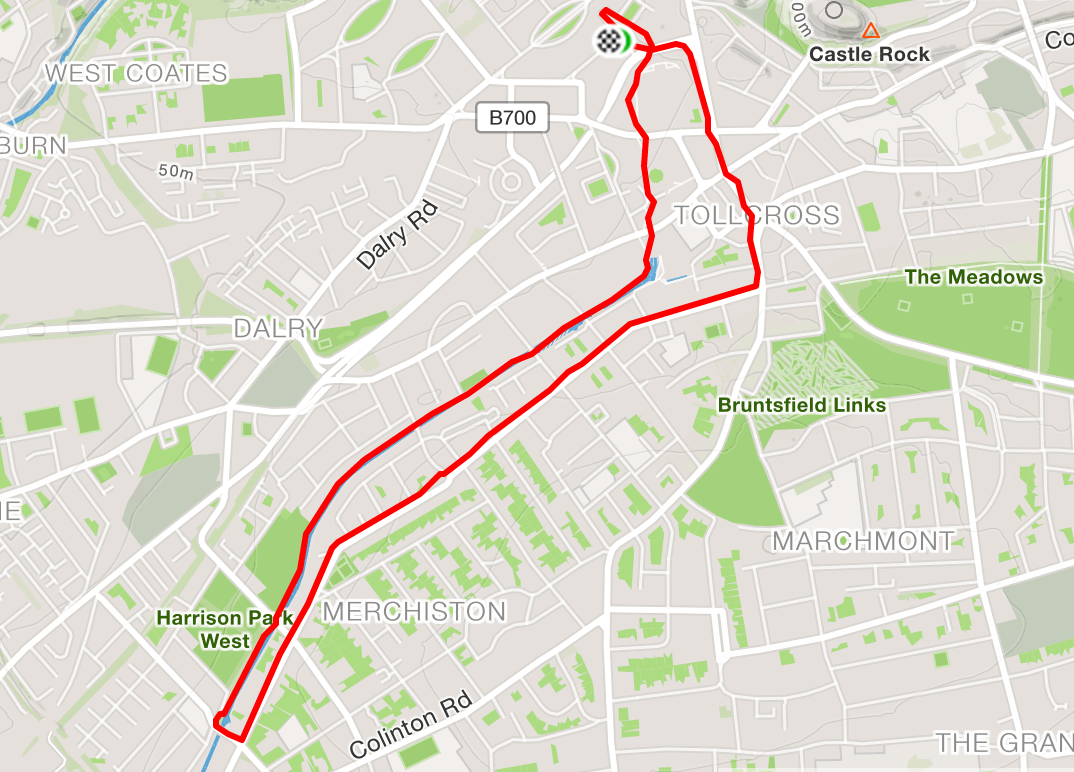 00m
Castle Rock
Co
WEST COATES
B700
BURN
50m
Dalry Rd
TOLLCROSS
The Meadows
DALRY
Bruntsfield Links
IE
MARCHMONT
Harrison Park
West
MERCHISTON
Colinton Rd
THE GRAN